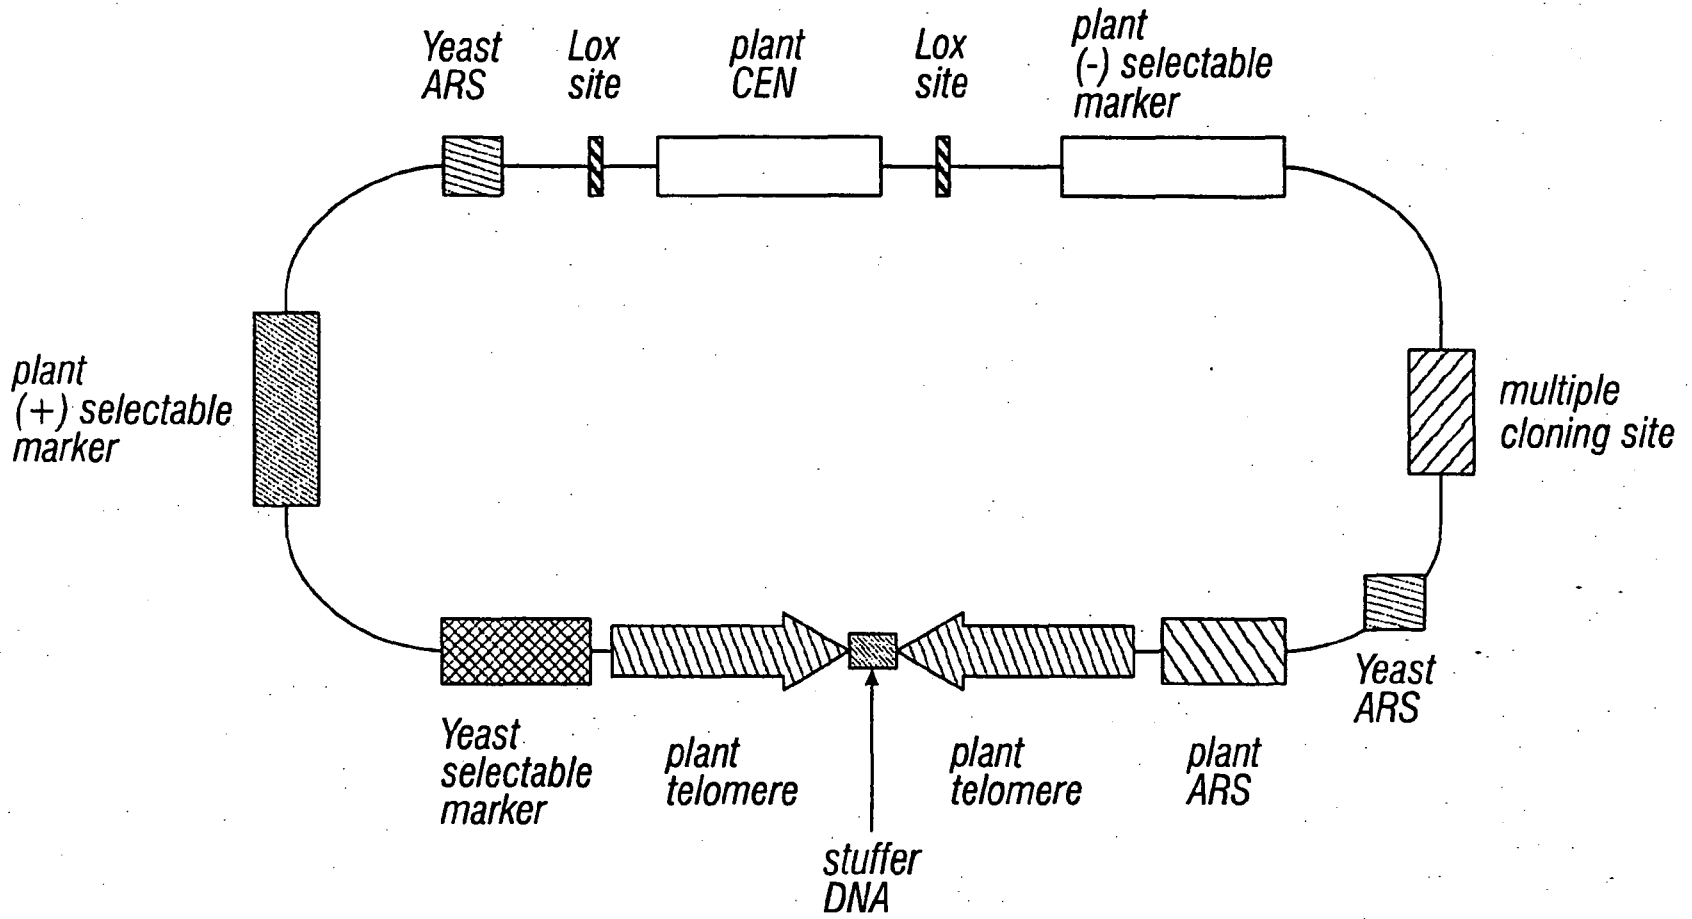 Yeast
ARS
Lox
site
plant
CEN
Lox
site
plant
(-) selectable
marker
plant
(+) selectable
marker
multiple
cloning site
Yeast
ARS
Yeast
selectable
marker
plant
telomere
plant
telomere
plant
ARS
stuffer
DNA